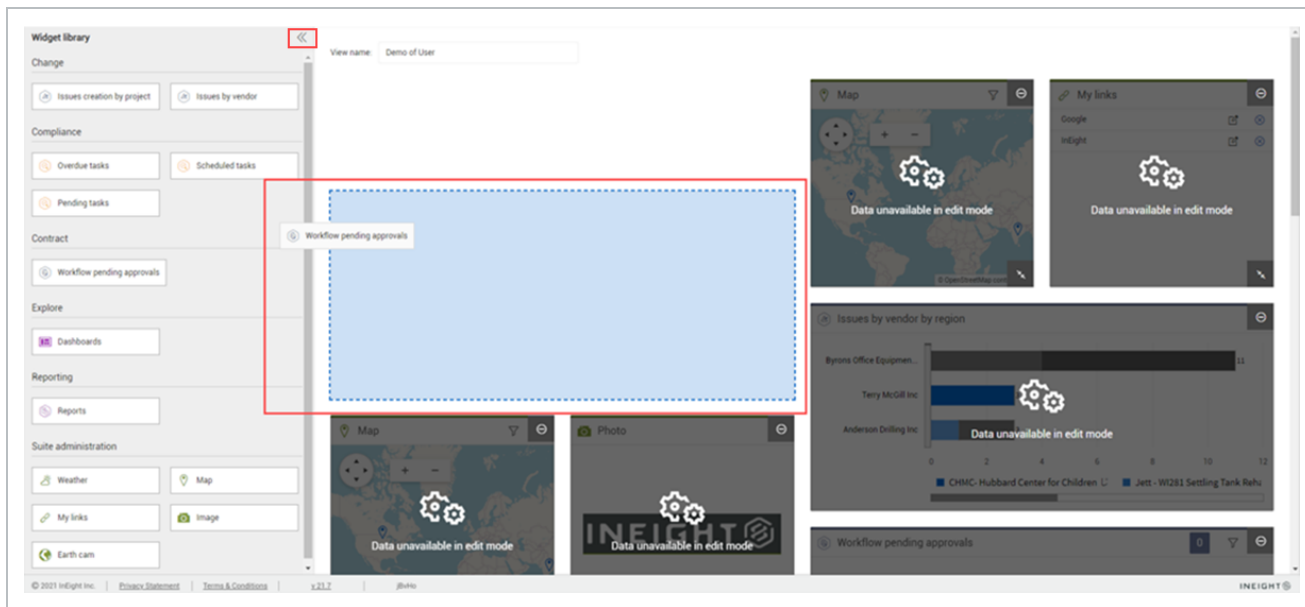 Widget library
View name: Demo of User
Change
Issues creation by project
Issues by vendor
Compliance
Overdue tasks
Scheduled tasks
Pending tasks
Contract
Workflow pending approvals
Explore
Dashboards
Reporting
Reports
Suite administration
Weather
Map
My links
Image
Earth cam
Workflow pending approvals
Map
Data unavailable in edit mode
My links
Google
InEight
Data unavailable in edit mode
Issues by vendor by region
Byrons Office Equipmen...
11
Terry McGill Inc
Anderson Drilling Inc
Data unavailable in edit mode
0 2 4 6 8 10 12
CHMC- Hubbard Center for Children
Jett - WI281 Settling Tank Reha
Map
Data unavailable in edit mode
Photo
INEIGHT
Data unavailable in edit mode
Workflow pending approvals
0
© 2021 InEight Inc. | Privacy Statement | Terms & Conditions | v 21.7 |
INEIGHT